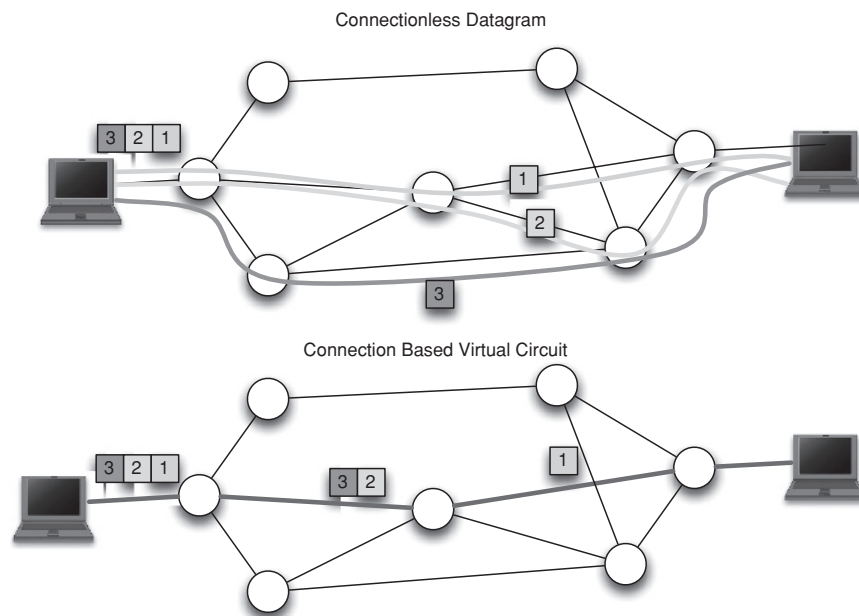 Connectionless Datagram
3 2 1
1
2
3
Connection Based Virtual Circuit
1
3 2 1
3 2